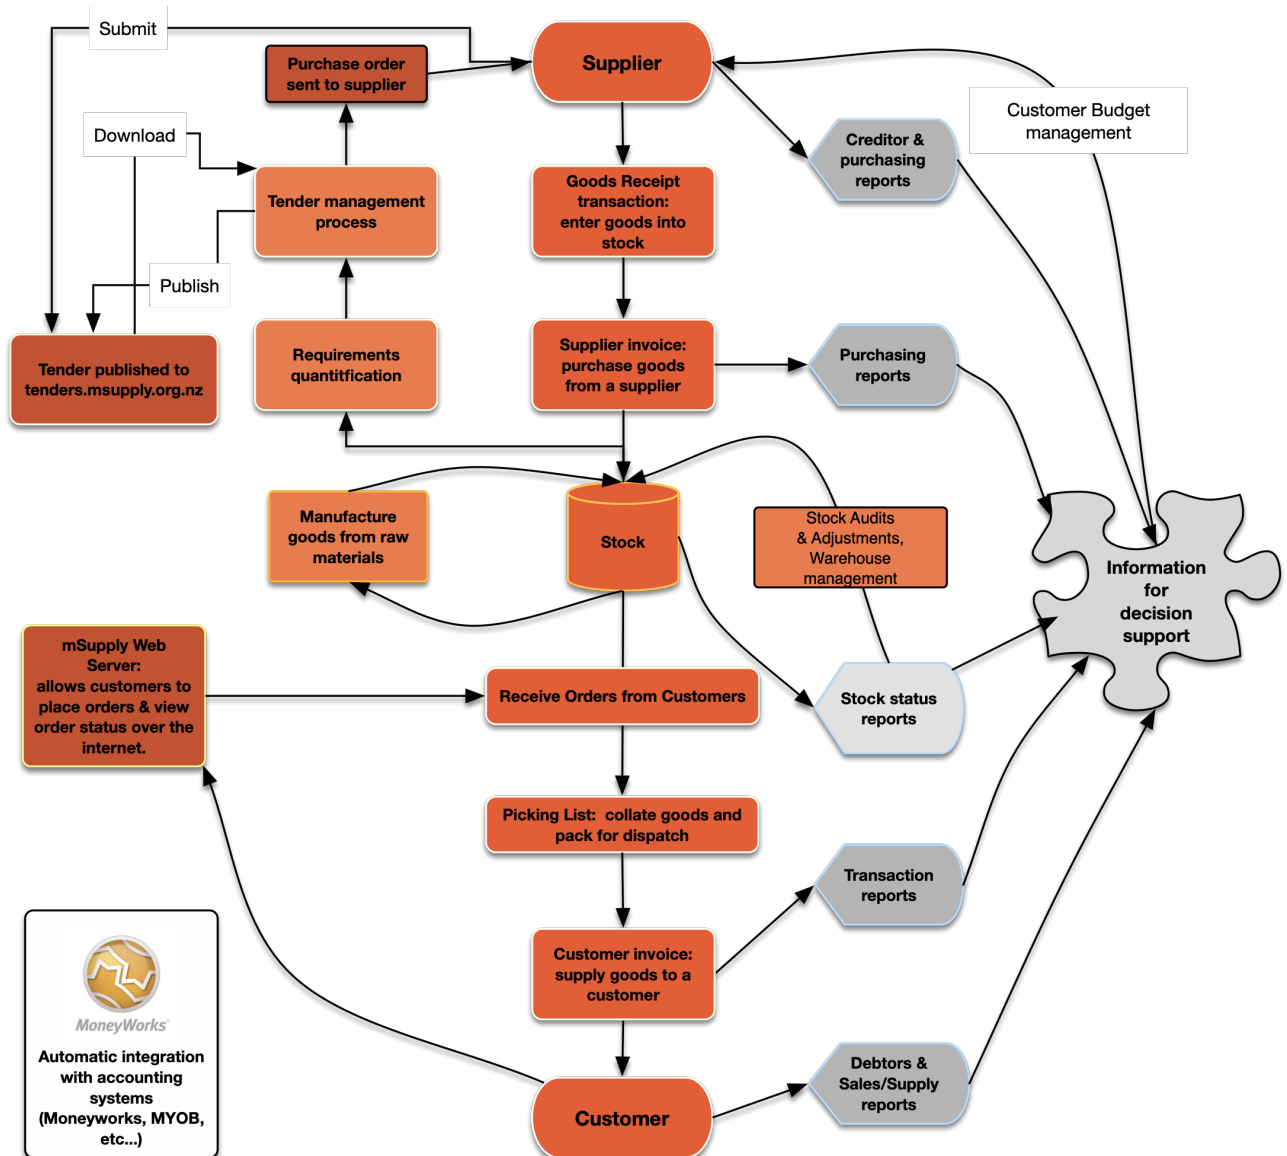 Submit
Purchase order
sent to supplier
Supplier
Customer Budget
management
Download
Creditor &
purchasing
reports
Tender management
process
Goods Receipt
transaction:
enter goods into
stock
Publish
Tender published to
tenders.msupply.org.nz
Requirements
quantitfication
Supplier invoice:
purchase goods
from a supplier
Purchasing
reports
Manufacture
goods from raw
materials
Stock
Stock Audits
& Adjustments,
Warehouse
management
Information
for
decision
support
mSupply Web
Server:
allows customers to
place orders & view
order status over the
internet.
Receive Orders from Customers
Stock status
reports
Picking List:  collate goods and
pack for dispatch
Transaction
reports
Customer invoice:
supply goods to a
customer
MoneyWorks
Automatic integration
with accounting
systems
(Moneyworks, MYOB,
etc...)
Customer
Debtors &
Sales/Supply
reports